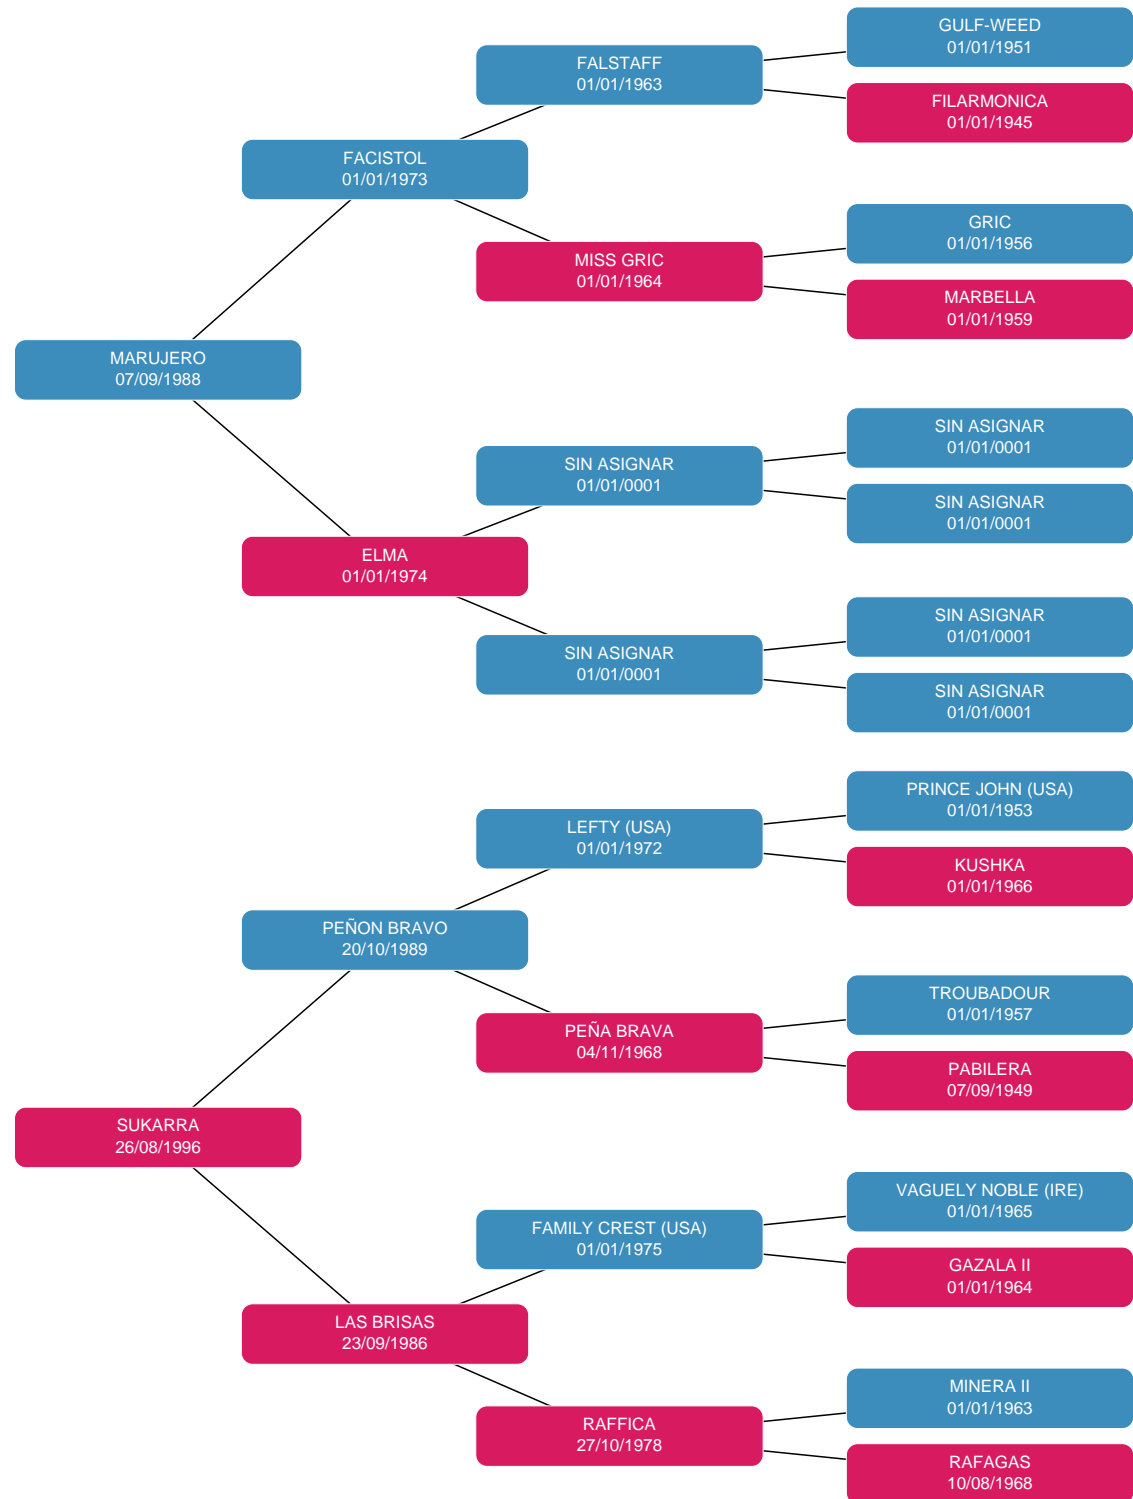 GULF-WEED
01/01/1951
FALSTAFF
01/01/1963
FILARMONICA
01/01/1945
FACISTOL
01/01/1973
GRIC
01/01/1956
MISS GRIC
01/01/1964
MARBELLA
01/01/1959
MARUJERO
07/09/1988
SIN ASIGNAR
01/01/0001
SIN ASIGNAR
01/01/0001
SIN ASIGNAR
01/01/0001
ELMA
01/01/1974
SIN ASIGNAR
01/01/0001
SIN ASIGNAR
01/01/0001
SIN ASIGNAR
01/01/0001
PRINCE JOHN (USA)
01/01/1953
LEFTY (USA)
01/01/1972
KUSHKA
01/01/1966
PEÑON BRAVO
20/10/1989
TROUBADOUR
01/01/1957
PEÑA BRAVA
04/11/1968
PABILERA
07/09/1949
SUKARRA
26/08/1996
VAGUELY NOBLE (IRE)
01/01/1965
FAMILY CREST (USA)
01/01/1975
GAZALA II
01/01/1964
LAS BRISAS
23/09/1986
MINERA II
01/01/1963
RAFFICA
27/10/1978
RAFAGAS
10/08/1968